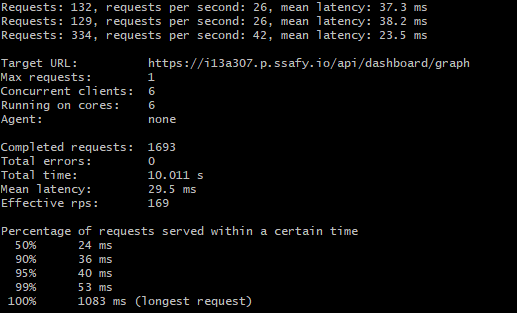 Requests: 132, requests per second: 26, mean latency: 37.3 ms
Requests: 129, requests per second: 26, mean latency: 38.2 ms
Requests: 334, requests per second: 42, mean latency: 23.5 ms
Target URL: https://i13a307.p.ssafy.io/api/dashboard/graph
Max requests: 1
Concurrent clients: 6
Running on cores: 6
Agent: none
Completed requests: 1693
Total errors: 0
Total time: 10.011 s
Mean latency: 29.5 ms
Effective rps: 169
Percentage of requests served within a certain time
50% 24 ms
90% 36 ms
95% 40 ms
99% 53 ms
100% 1083 ms (longest request)